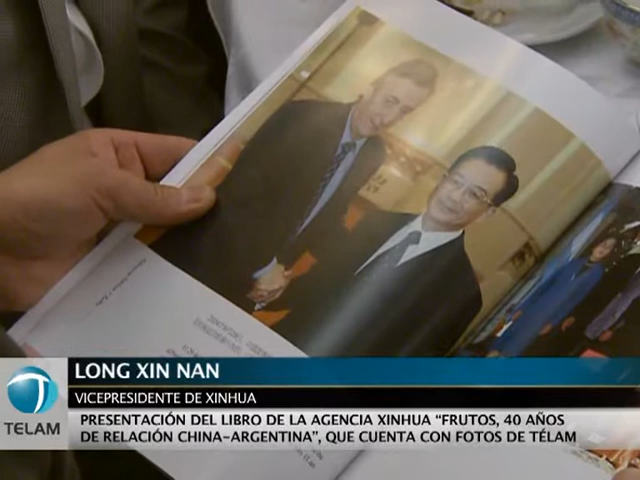 LONG XIN NAN
VICEPRESIDENTE DE XINHUA
TELAM
PRESENTACIÓN DEL LIBRO DE LA AGENCIA XINHUA “FRUTOS, 40 AÑOS
DE RELACIÓN CHINA-ARGENTINA”, QUE CUENTA CON FOTOS DE TÉLAM